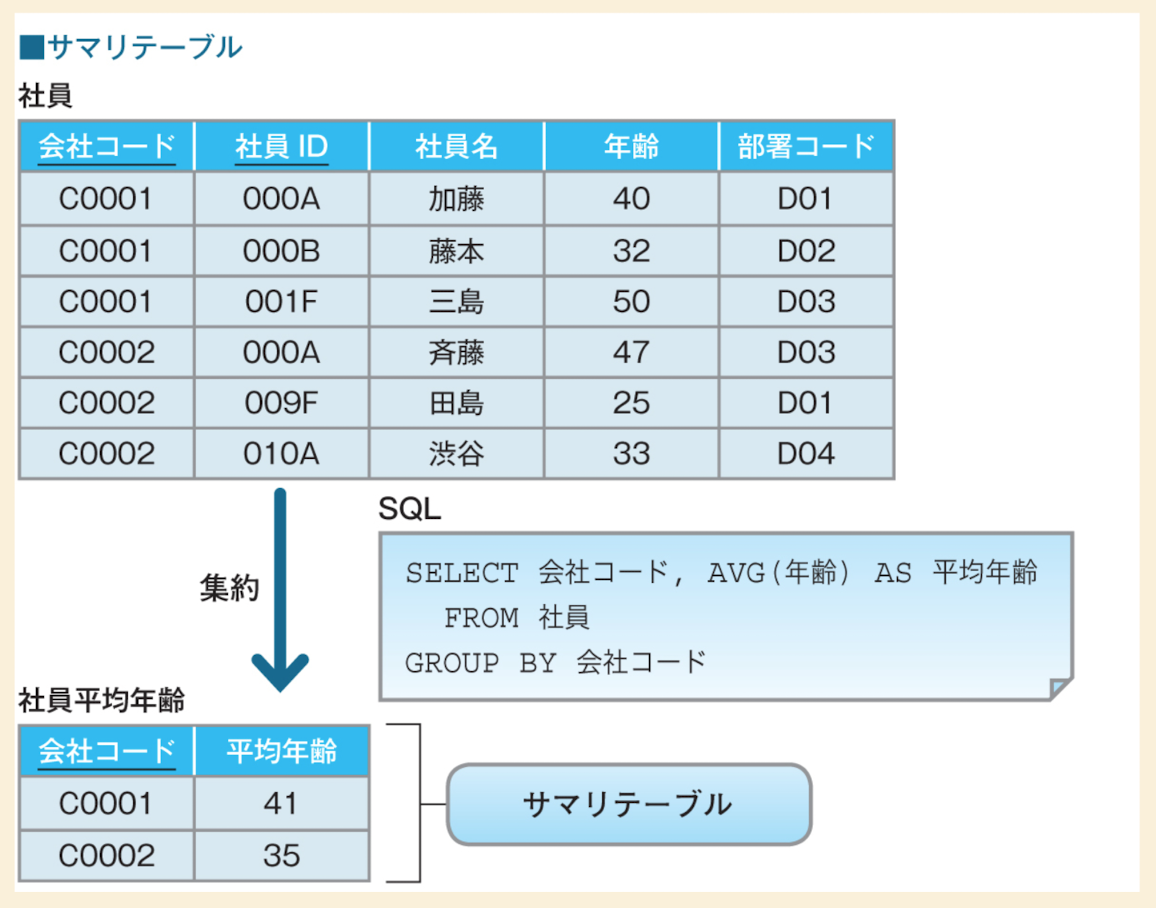 ■サマリテーブル
社員
会社コード 社員 ID 社員名 年齢 部署コード
C0001 000A 加藤 40 D01
C0001 000B 藤本 32 D02
C0001 001F 三島 50 D03
C0002 000A 斉藤 47 D03
C0002 009F 田島 25 D01
C0002 010A 渋谷 33 D04
集約
SQL
SELECT 会社コード, AVG(年齢) AS 平均年齢
FROM 社員
GROUP BY 会社コード
社員平均年齢
会社コード 平均年齢
C0001 41
C0002 35
サマリテーブル